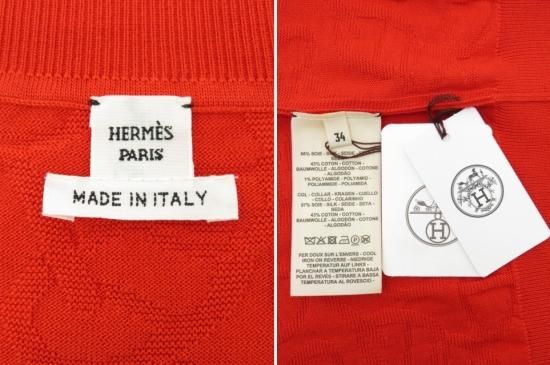 HERMÈS
PARIS
MADE IN ITALY
34
56% SOIE - SILK - SEIDE -
43% COTON - COTTON -
BAUMWOLLE - ALGODÓN - COTONE -
ALGODÃO
1% POLYAMIDE - POLYAMID -
POLIAMMIDE - POLIAMIDA
COL - COLLAR - KRAGEN - CUELLO
- COLLO - COLARINHO
57% SOIE - SILK - SEIDE - SETA -
SEDA
43% COTON - COTTON -
BAUMWOLLE - ALGODÓN - COTONE -
ALGODÃO
FER DOUX SUR L'ENVERS - COOL
IRON ON REVERSE - NIEDRIGE
TEMPERATUR AUF LINKS -
PLANCHAR A TEMPERATURA BAJA
POR EL REVÉS - STIRARE A BASSA
TEMPERATURA DAL
H
H